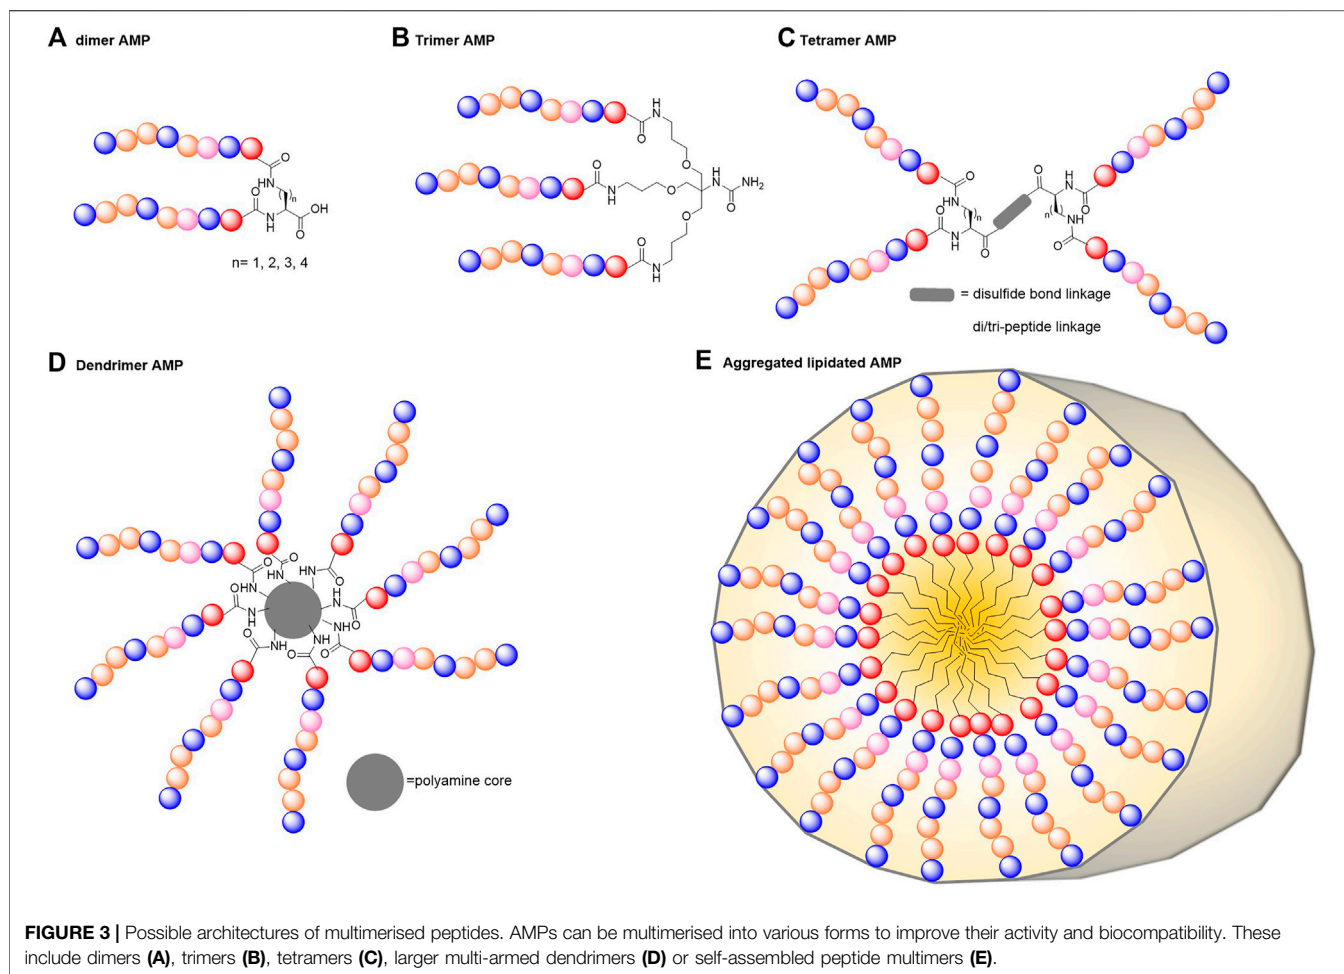 A dimer AMP
B Trimer AMP
C Tetramer AMP
O
HN
n
O
N
H
O
OH
n= 1, 2, 3, 4
H
N
O
O
O
N
H
O
H
N
NH₂
O
O
O
N
H
O
HN
n
O
N
H
O
O
H
N
O
n
NH
O
= disulfide bond linkage
di/tri-peptide linkage
D Dendrimer AMP
E Aggregated lipidated AMP
O
HN
O
HN
HN
O
O
N
H
H
N
O
O
NH
O
NH
O
NH
=polyamine core
FIGURE 3 | Possible architectures of multimerised peptides. AMPs can be multimerised into various forms to improve their activity and biocompatibility. These
include dimers (A), trimers (B), tetramers (C), larger multi-armed dendrimers (D) or self-assembled peptide multimers (E).